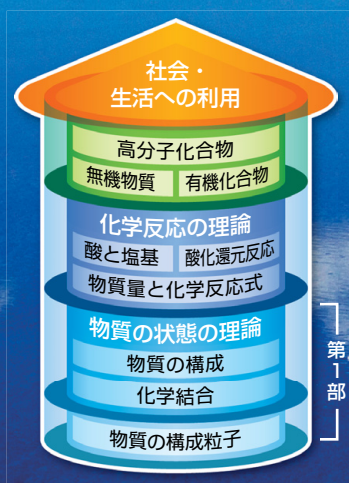 社会・
生活への利用
高分子化合物
無機物質 有機化合物
化学反応の理論
酸と塩基 酸化還元反応
物質量と化学反応式
物質の状態の理論
物質の構成
化学結合
物質の構成粒子
第1部